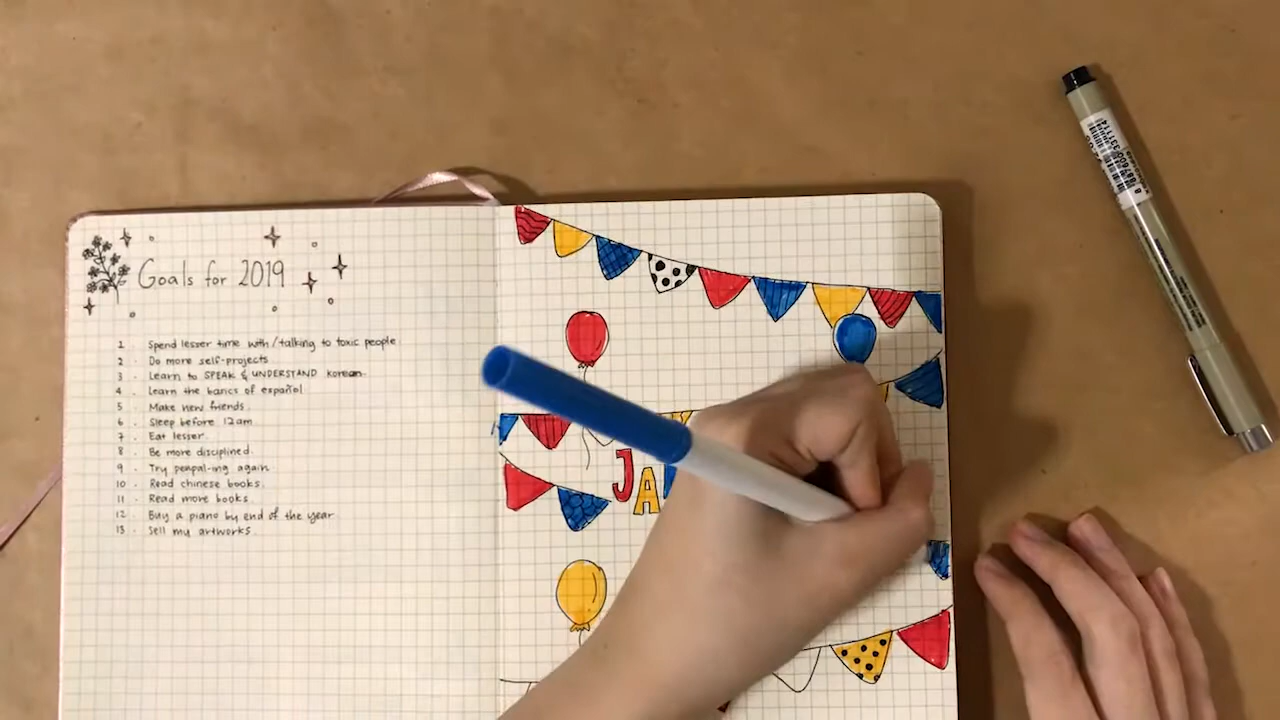 Goals for 2019
1 . Spend lesser time with/talking to toxic people
2 . Do more self-projects
3 . Learn to SPEAK & UNDERSTAND korean
4 . Learn the basics of español
5 . Make new friends.
6 . Sleep before 12am
7 . Eat lesser.
8 . Be more disciplined.
9 . Try penpal-ing again
10 . Read chinese books.
11 . Read more books.
12 . Buy a piano by end of the year
13 . Sell my artworks.
JA